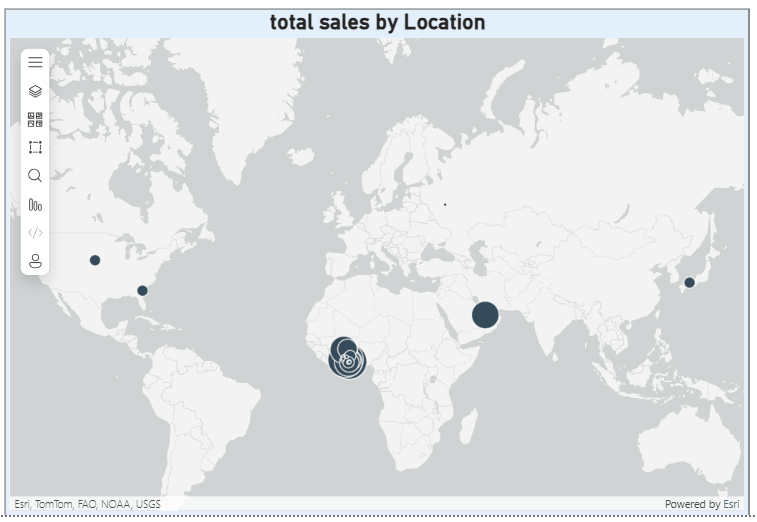 total sales by Location
Esri, TomTom, FAO, NOAA, USGS
Powered by Esri